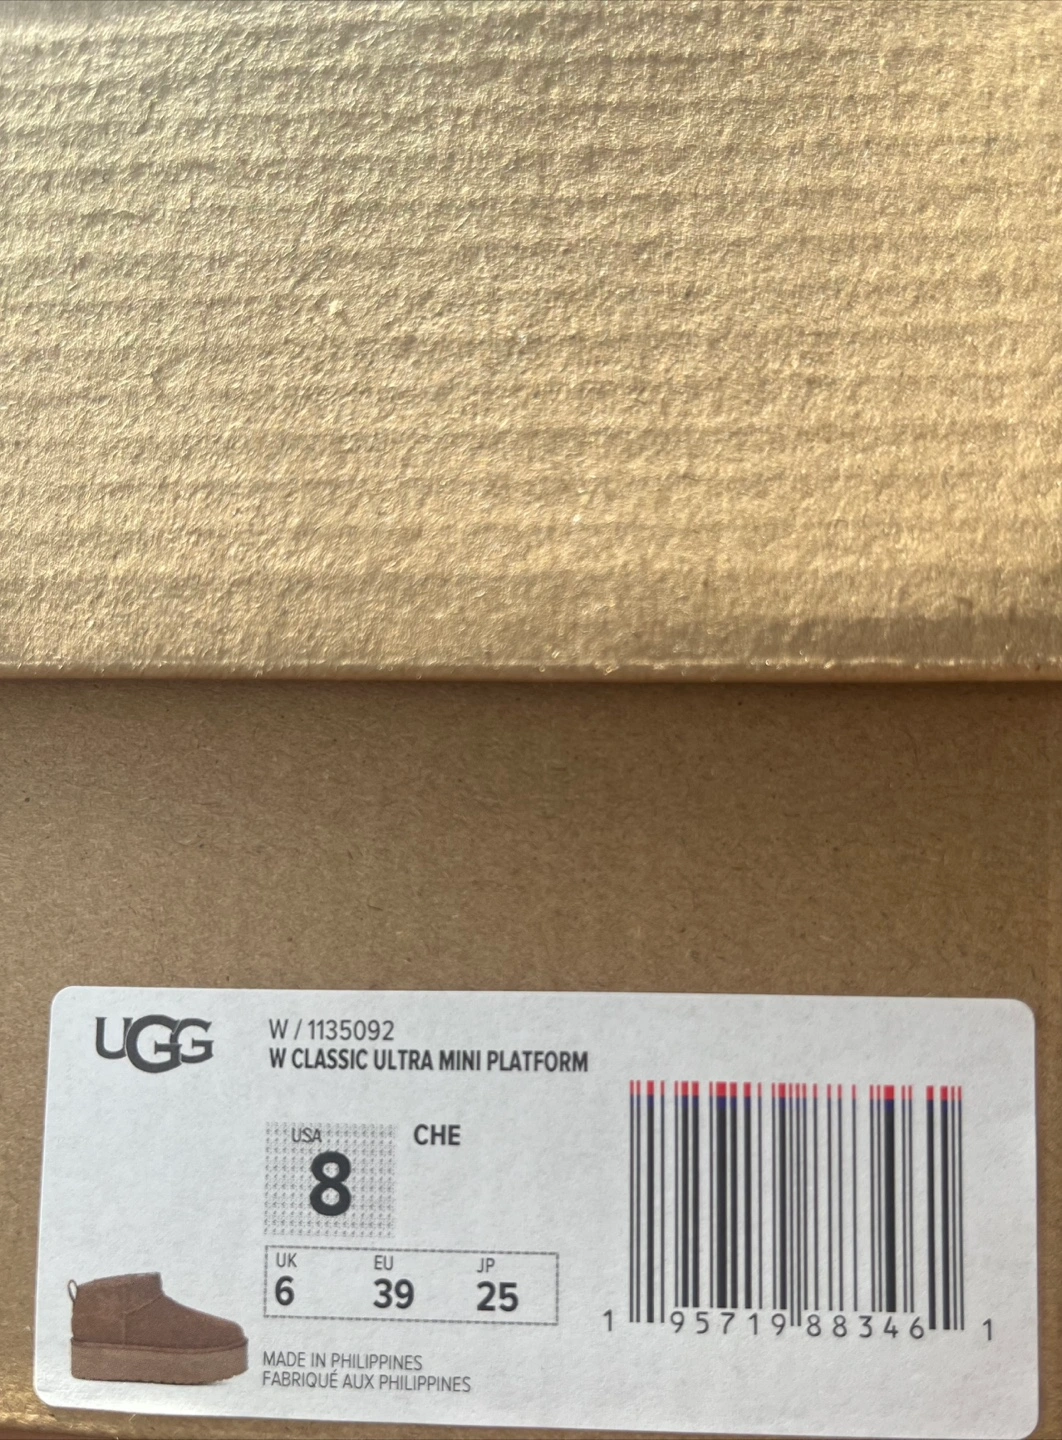 UGG
W / 1135092
W CLASSIC ULTRA MINI PLATFORM
USA
8
CHE
UK EU JP
6 39 25
1 95719 88346 1
MADE IN PHILIPPINES
FABRIQUÉ AUX PHILIPPINES